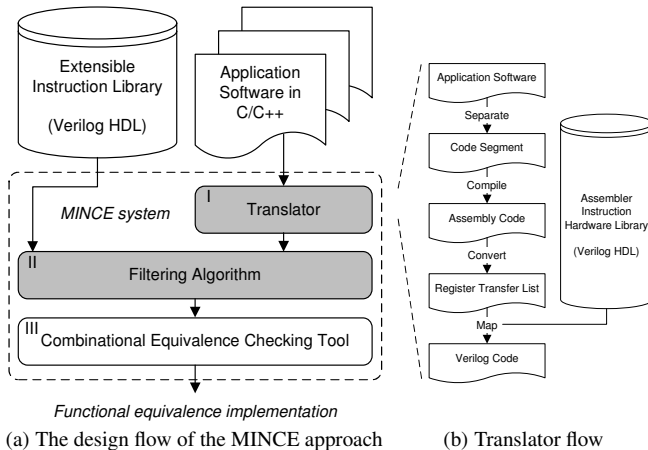 Extensible
Instruction Library
(Verilog HDL)
Application
Software in
C/C++
MINCE system
I
Translator
II
Filtering Algorithm
III
Combinational Equivalence Checking Tool
Functional equivalence implementation
(a) The design flow of the MINCE approach
Application Software
Separate
Code Segment
Compile
Assembly Code
Convert
Register Transfer List
Map
Verilog Code
Assembler
Instruction
Hardware Library
(Verilog HDL)
(b) Translator flow